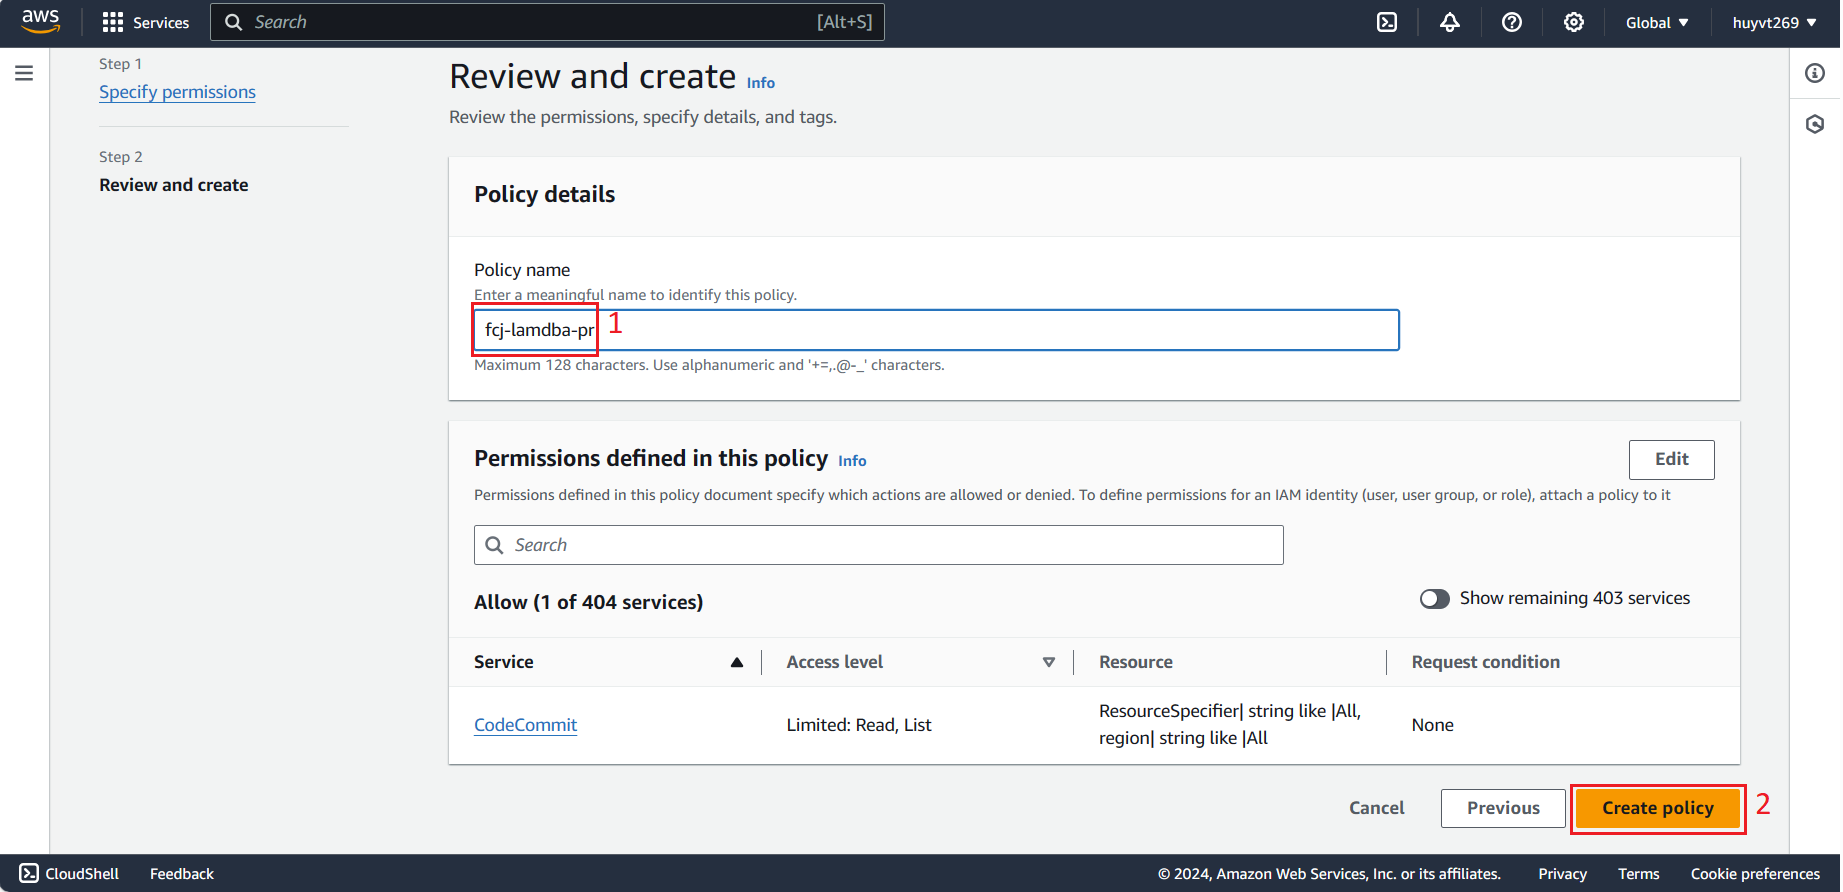 aws Services Search [Alt+S] Global huyvt269
Step 1
Specify permissions
Step 2
Review and create
Review and create Info
Review the permissions, specify details, and tags.
Policy details
Policy name
Enter a meaningful name to identify this policy.
fcj-lamdba-pr 1
Maximum 128 characters. Use alphanumeric and '+=,.@-_' characters.
Permissions defined in this policy Info Edit
Permissions defined in this policy document specify which actions are allowed or denied. To define permissions for an IAM identity (user, user group, or role), attach a policy to it
Search
Allow (1 of 404 services) Show remaining 403 services
Service Access level Resource Request condition
CodeCommit Limited: Read, List ResourceSpecifier| string like |All, None
region| string like |All
Cancel Previous Create policy 2
CloudShell Feedback © 2024, Amazon Web Services, Inc. or its affiliates. Privacy Terms Cookie preferences